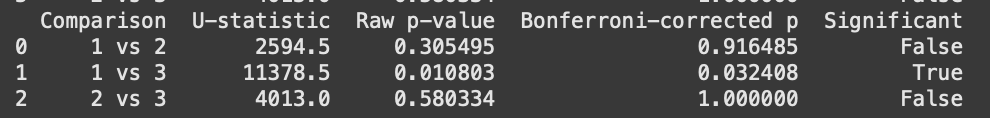 Comparison U-statistic Raw p-value Bonferroni-corrected p Significant
0 1 vs 2 2594.5 0.305495 0.916485 False
1 1 vs 3 11378.5 0.010803 0.032408 True
2 2 vs 3 4013.0 0.580334 1.000000 False